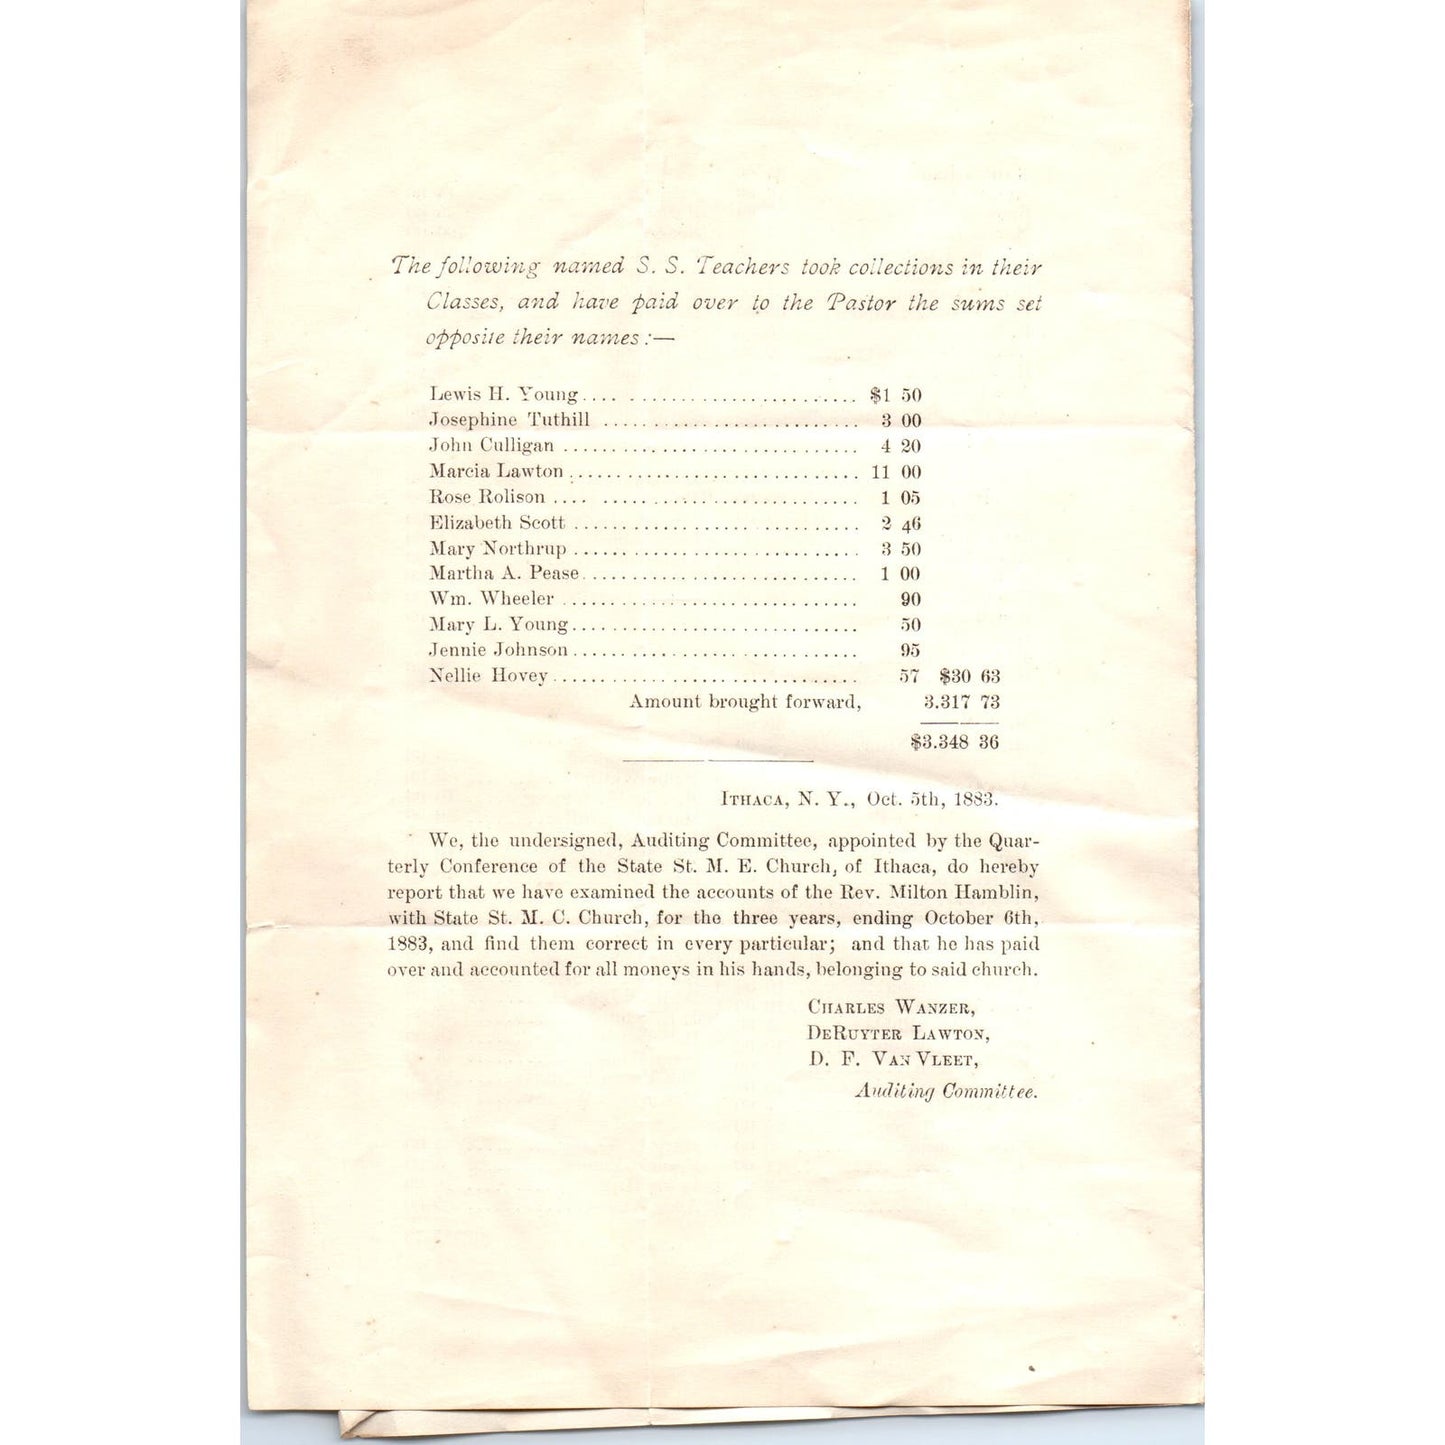 The following named S. S. Teachers took collections in their
Classes, and have paid over to the Pastor the sums set
opposite their names :—
Lewis H. Young.... ........................ $1 50
Josephine Tuthill .......................... 3 00
John Culligan .............................. 4 20
Marcia Lawton .............................. 11 00
Rose Rolison .... .......................... 1 05
Elizabeth Scott ............................ 2 46
Mary Northrup .............................. 3 50
Martha A. Pease............................ 1 00
Wm. Wheeler .............................. 90
Mary L. Young............................. 50
Jennie Johnson............................. 95
Nellie Hovey............................... 57 $30 63
Amount brought forward, 3.317 73
$3.348 36
Ithaca, N. Y., Oct. 5th, 1883.
We, the undersigned, Auditing Committee, appointed by the Quar-
terly Conference of the State St. M. E. Church, of Ithaca, do hereby
report that we have examined the accounts of the Rev. Milton Hamblin,
with State St. M. C. Church, for the three years, ending October 6th,
1883, and find them correct in every particular; and that he has paid
over and accounted for all moneys in his hands, belonging to said church.
Charles Wanzer,
DeRuyter Lawton,
D. F. Van Vleet,
Auditing Committee.